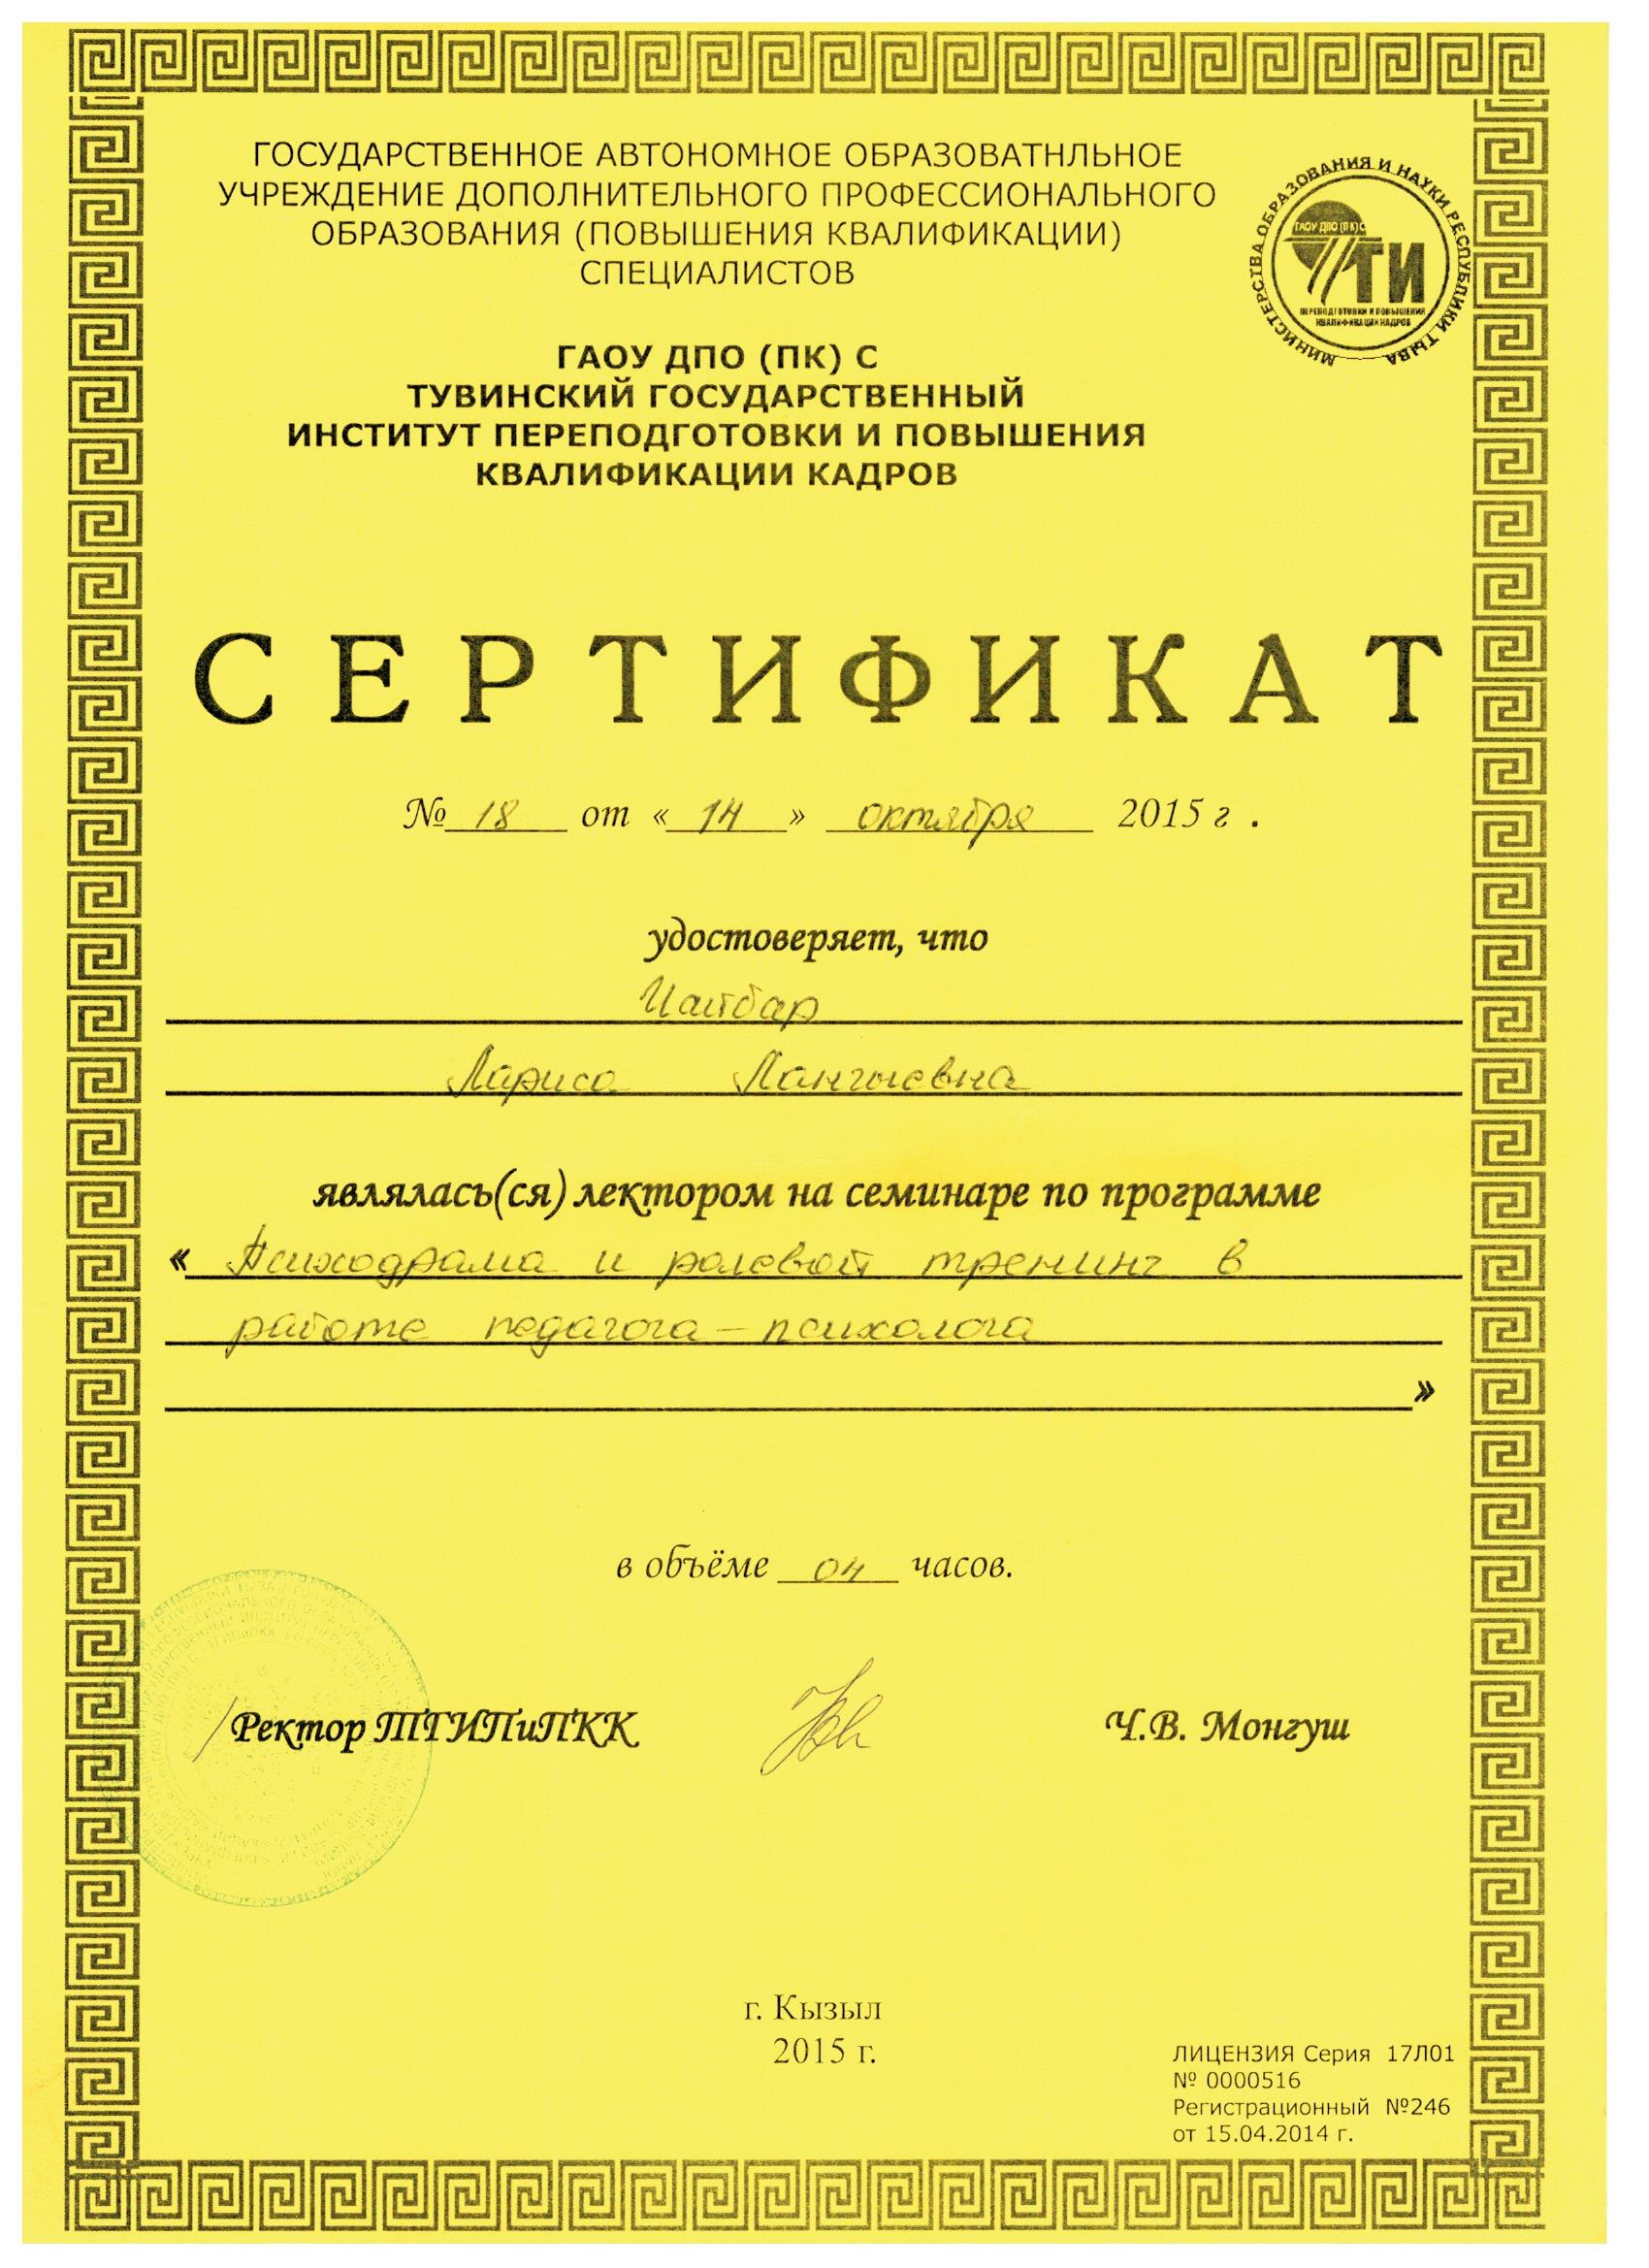 ГОСУДАРСТВЕННОЕ АВТОНОМНОЕ ОБРАЗОВАТНЛЬНОЕ
УЧРЕЖДЕНИЕ ДОПОЛНИТЕЛЬНОГО ПРОФЕССИОНАЛЬНОГО
ОБРАЗОВАНИЯ (ПОВЫШЕНИЯ КВАЛИФИКАЦИИ)
СПЕЦИАЛИСТОВ
МИНИСТЕРСТВА ОБРАЗОВАНИЯ И НАУКИ РЕСПУБЛИКИ ТЫВА
ГАОУ ДПО (ПК) С
ТИ
ПЕРЕПОДГОТОВКИ И ПОВЫШЕНИЯ
КВАЛИФИКАЦИИ КАДРОВ
ГАОУ ДПО (ПК) С
ТУВИНСКИЙ ГОСУДАРСТВЕННЫЙ
ИНСТИТУТ ПЕРЕПОДГОТОВКИ И ПОВЫШЕНИЯ
КВАЛИФИКАЦИИ КАДРОВ
СЕРТИФИКАТ
№ 18 от « 14 » октября 2015 г .
удостоверяет, что
Лариса
являлась(ся) лектором на семинаре по программе
« Психодрама и ролевой тренинг в
работе педагога - психолога
»
в объёме 04 часов.
Ректор ТГИПиПКК Ч.В. Монгуш
г. Кызыл
2015 г.
ЛИЦЕНЗИЯ Серия 17Л01
№ 0000516
Регистрационный №246
от 15.04.2014 г.